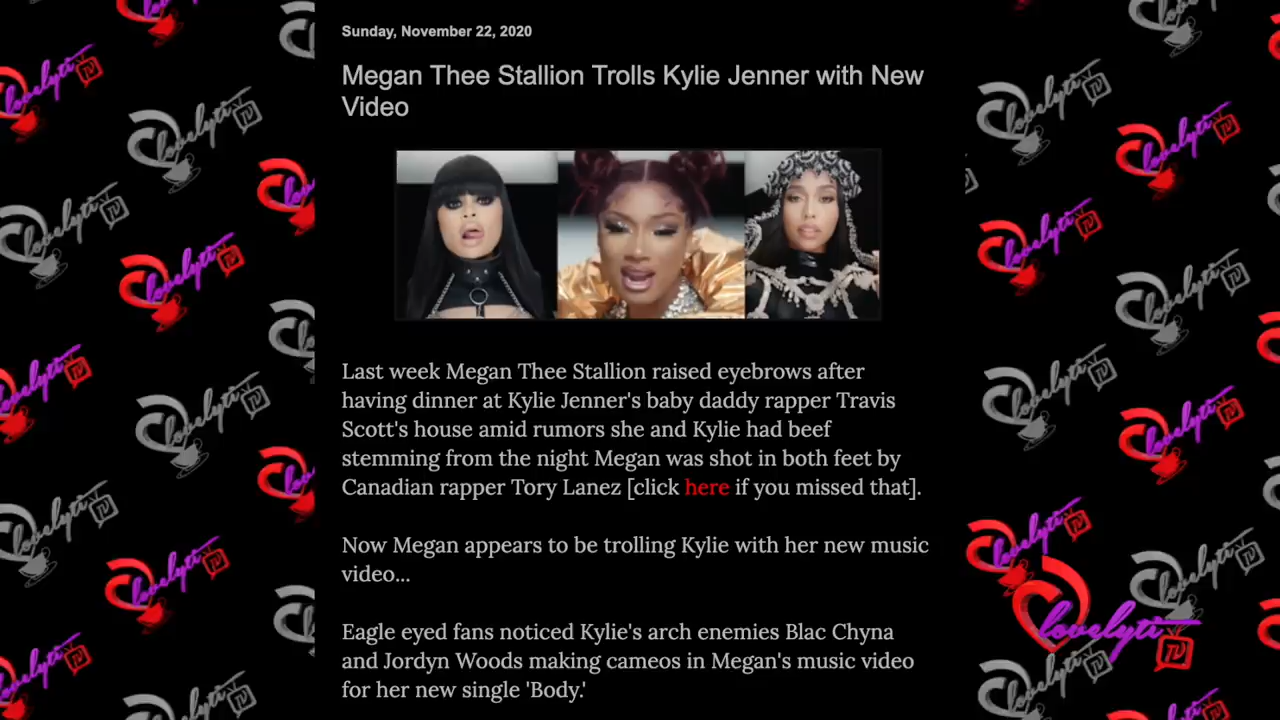 Sunday, November 22, 2020
Megan Thee Stallion Trolls Kylie Jenner with New
Video
Last week Megan Thee Stallion raised eyebrows after
having dinner at Kylie Jenner's baby daddy rapper Travis
Scott's house amid rumors she and Kylie had beef
stemming from the night Megan was shot in both feet by
Canadian rapper Tory Lanez [click here if you missed that].
Now Megan appears to be trolling Kylie with her new music
video...
Eagle eyed fans noticed Kylie's arch enemies Blac Chyna
and Jordyn Woods making cameos in Megan's music video
for her new single 'Body.'
lovelyti TV